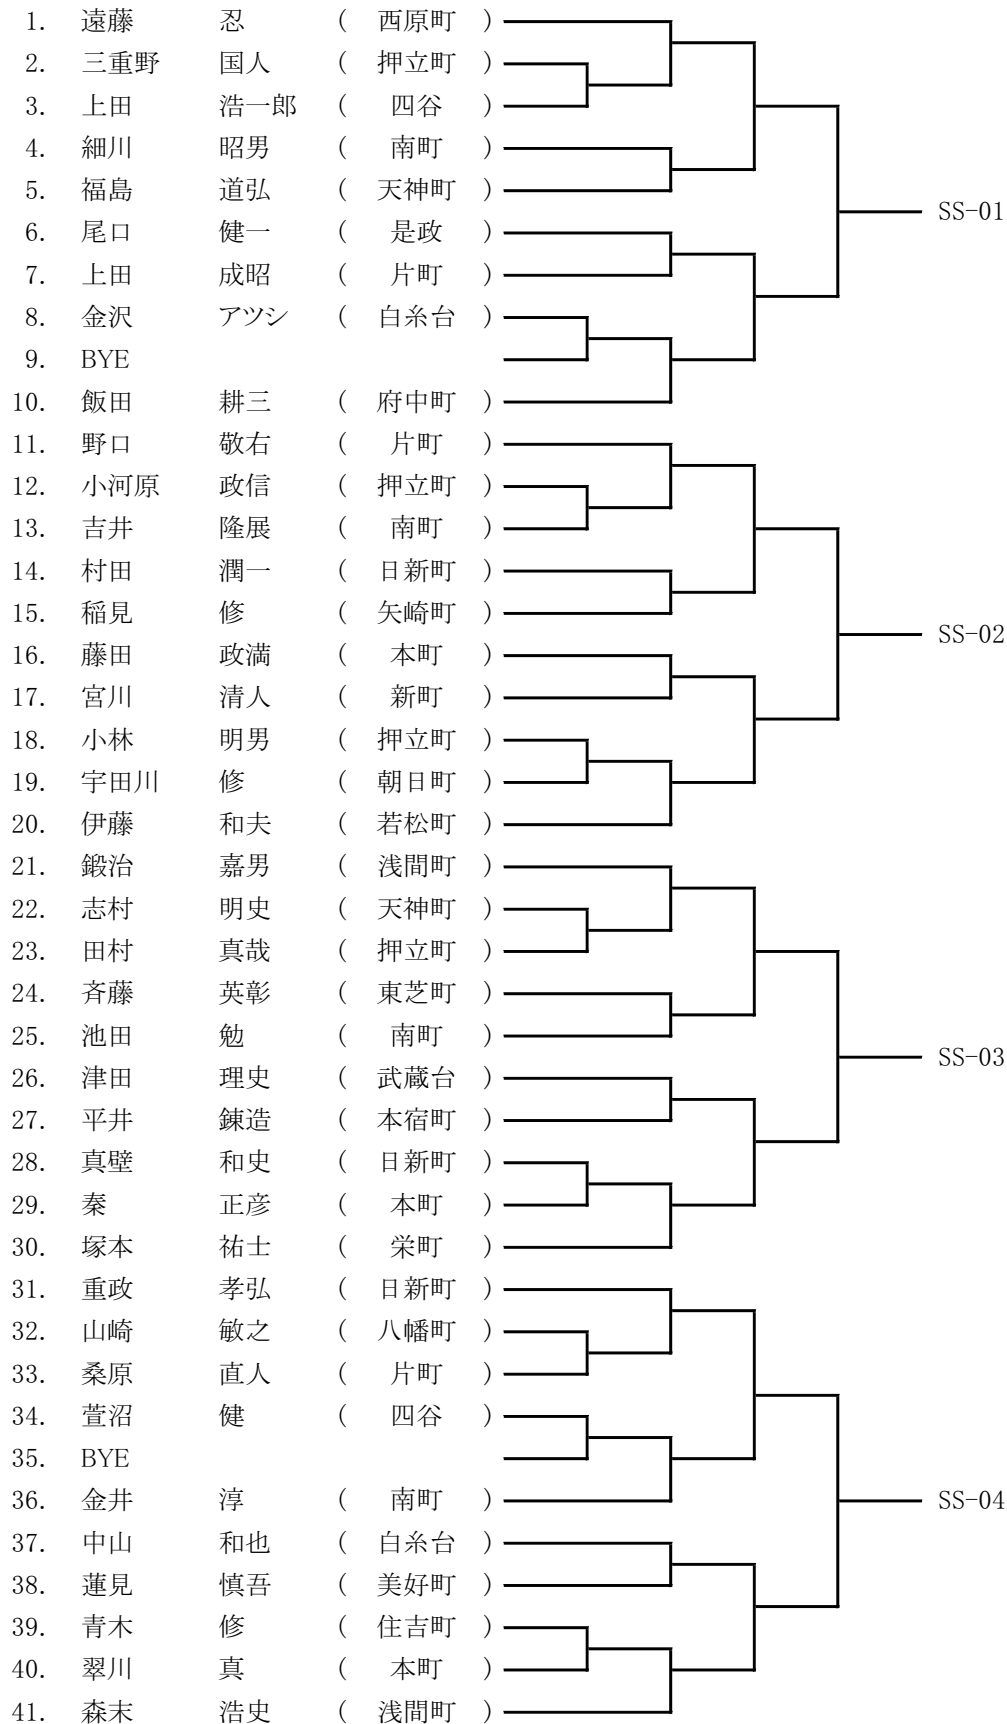 1. 遠藤 忍 ( 西原町 )
2. 三重野 国人 ( 押立町 )
3. 上田 浩一郎 ( 四谷 )
4. 細川 昭男 ( 南町 )
5. 福島 道弘 ( 天神町 )
SS-01
6. 尾口 健一 ( 是政 )
7. 上田 成昭 ( 片町 )
8. 金沢 アツシ ( 白糸台 )
9. BYE
10. 飯田 耕三 ( 府中町 )
11. 野口 敬右 ( 片町 )
12. 小河原 政信 ( 押立町 )
13. 吉井 隆展 ( 南町 )
14. 村田 潤一 ( 日新町 )
15. 稲見 修 ( 矢崎町 )
SS-02
16. 藤田 政満 ( 本町 )
17. 宮川 清人 ( 新町 )
18. 小林 明男 ( 押立町 )
19. 宇田川 修 ( 朝日町 )
20. 伊藤 和夫 ( 若松町 )
21. 鍛治 嘉男 ( 浅間町 )
22. 志村 明史 ( 天神町 )
23. 田村 真哉 ( 押立町 )
24. 斉藤 英彰 ( 東芝町 )
25. 池田 勉 ( 南町 )
SS-03
26. 津田 理史 ( 武蔵台 )
27. 平井 錬造 ( 本宿町 )
28. 真壁 和史 ( 日新町 )
29. 秦 正彦 ( 本町 )
30. 塚本 祐士 ( 栄町 )
31. 重政 孝弘 ( 日新町 )
32. 山崎 敏之 ( 八幡町 )
33. 桑原 直人 ( 片町 )
34. 萱沼 健 ( 四谷 )
35. BYE
36. 金井 淳 ( 南町 )
SS-04
37. 中山 和也 ( 白糸台 )
38. 蓮見 慎吾 ( 美好町 )
39. 青木 修 ( 住吉町 )
40. 翠川 真 ( 本町 )
41. 森末 浩史 ( 浅間町 )